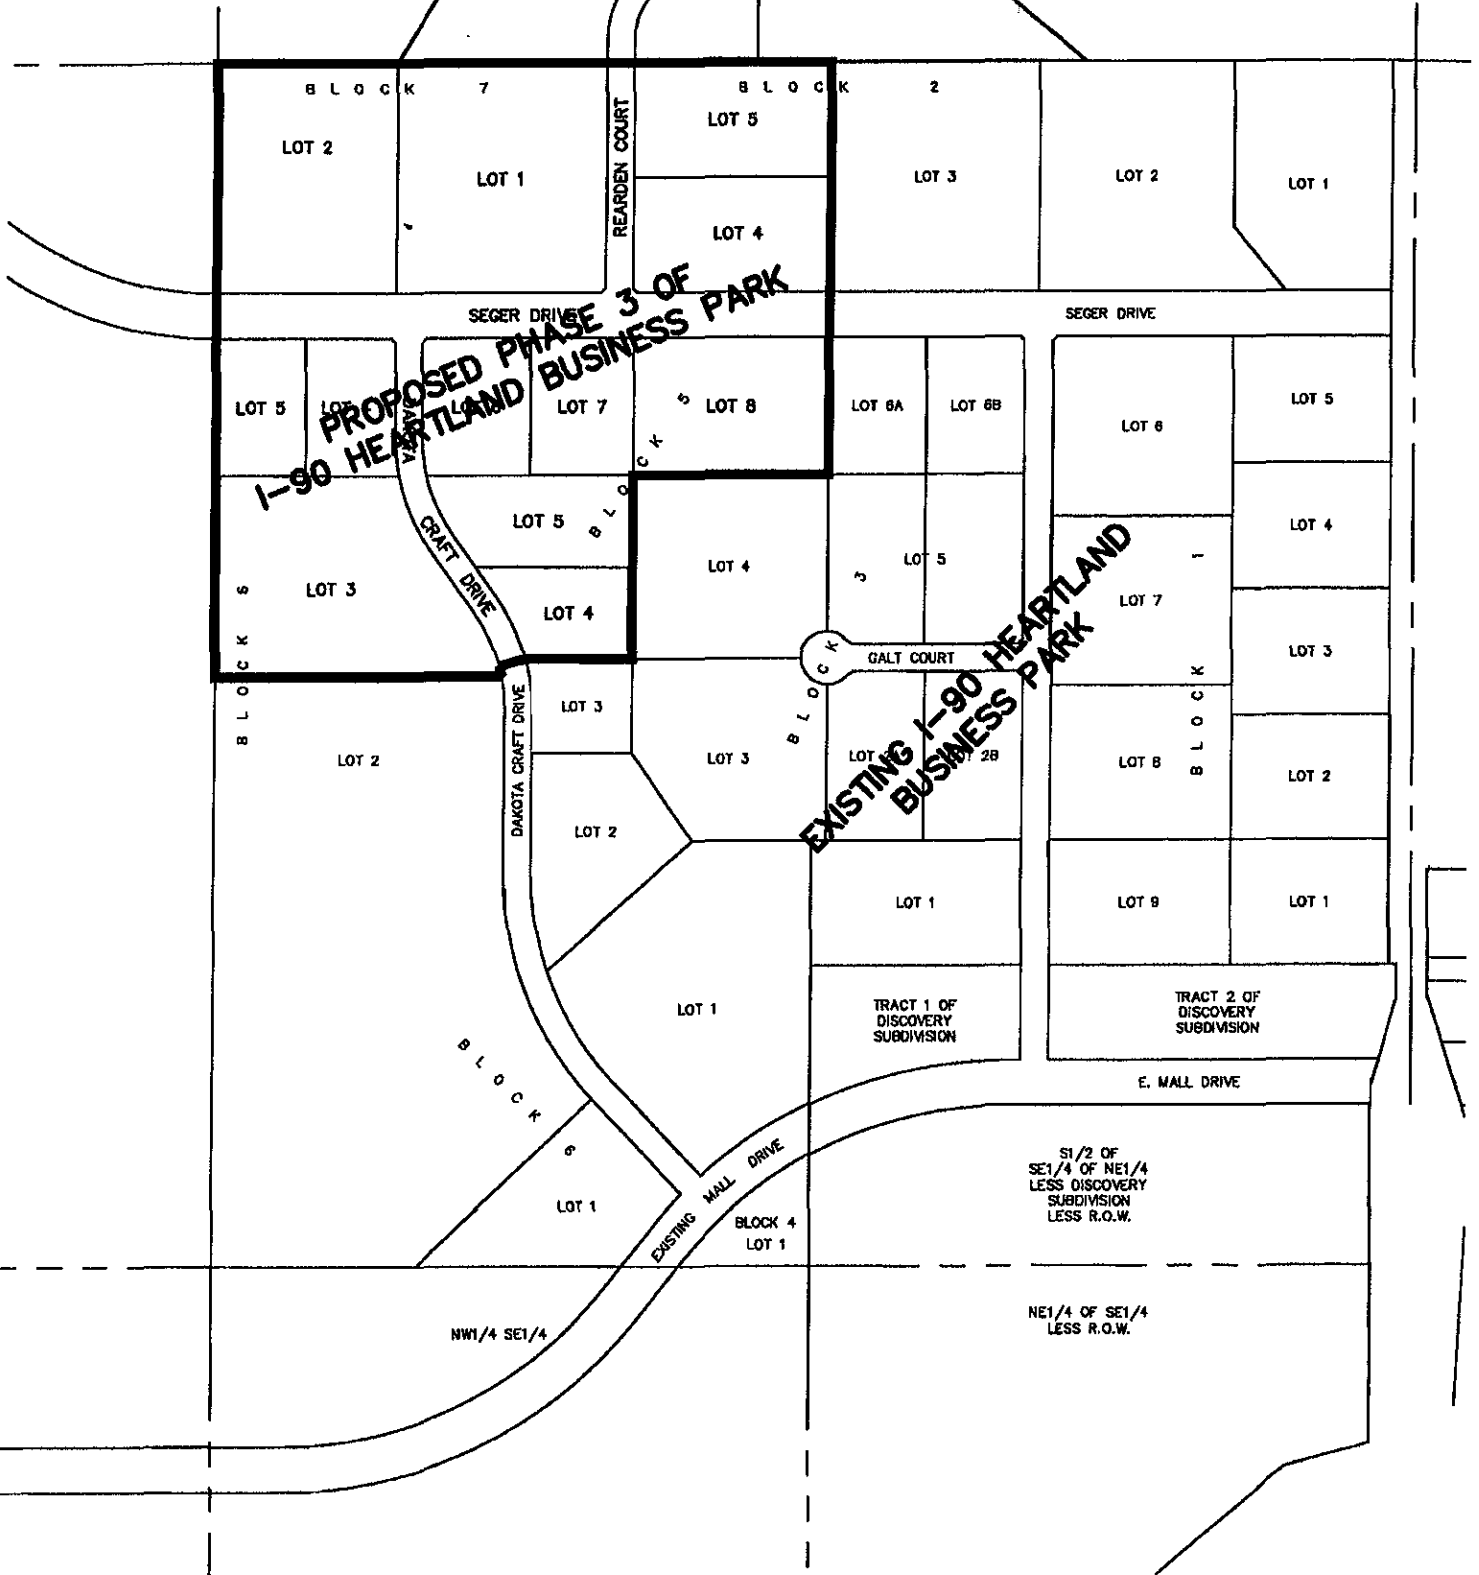 BLOCK 7
BLOCK 2
LOT 2
LOT 1
REARDEN COURT
LOT 5
LOT 4
LOT 3
LOT 2
LOT 1
SEGER DRIVE
SEGER DRIVE
PROPOSED PHASE 3 OF
I-90 HEARTLAND BUSINESS PARK
LOT 5
LOT
LOT 7
LOT 8
LOT 6A
LOT 6B
LOT 6
LOT 5
BLOCK 5
CRAFT DRIVE
LOT 5
LOT 4
LOT 3
BLOCK 6
LOT 4
LOT 5
BLOCK 3
GALT COURT
EXISTING I-90 HEARTLAND
BUSINESS PARK
LOT 7
BLOCK 1
LOT 4
LOT 3
DAKOTA CRAFT DRIVE
LOT 3
LOT 2
LOT 2
LOT 3
LOT
2B
LOT 8
LOT 2
LOT 1
LOT 9
LOT 1
LOT 1
TRACT 1 OF
DISCOVERY
SUBDIVISION
TRACT 2 OF
DISCOVERY
SUBDIVISION
E. MALL DRIVE
BLOCK 6
LOT 1
EXISTING MALL DRIVE
BLOCK 4
LOT 1
S1/2 OF
SE1/4 OF NE1/4
LESS DISCOVERY
SUBDIVISION
LESS R.O.W.
NW1/4 SE1/4
NE1/4 OF SE1/4
LESS R.O.W.